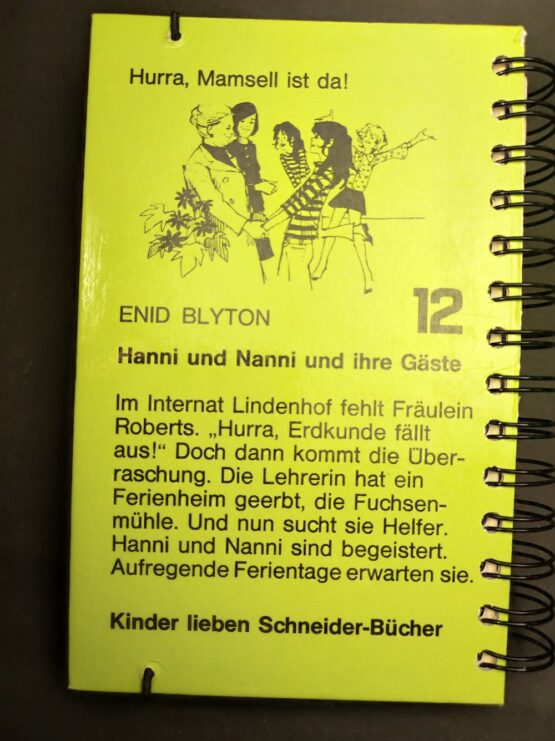 Hurra, Mamsell ist da!
12
ENID BLYTON
Hanni und Nanni und ihre Gäste
Im Internat Lindenhof fehlt Fräulein
Roberts. „Hurra, Erdkunde fällt
aus!“ Doch dann kommt die Über-
raschung. Die Lehrerin hat ein
Ferienheim geerbt, die Fuchsen-
mühle. Und nun sucht sie Helfer.
Hanni und Nanni sind begeistert.
Aufregende Ferientage erwarten sie.
Kinder lieben Schneider-Bücher